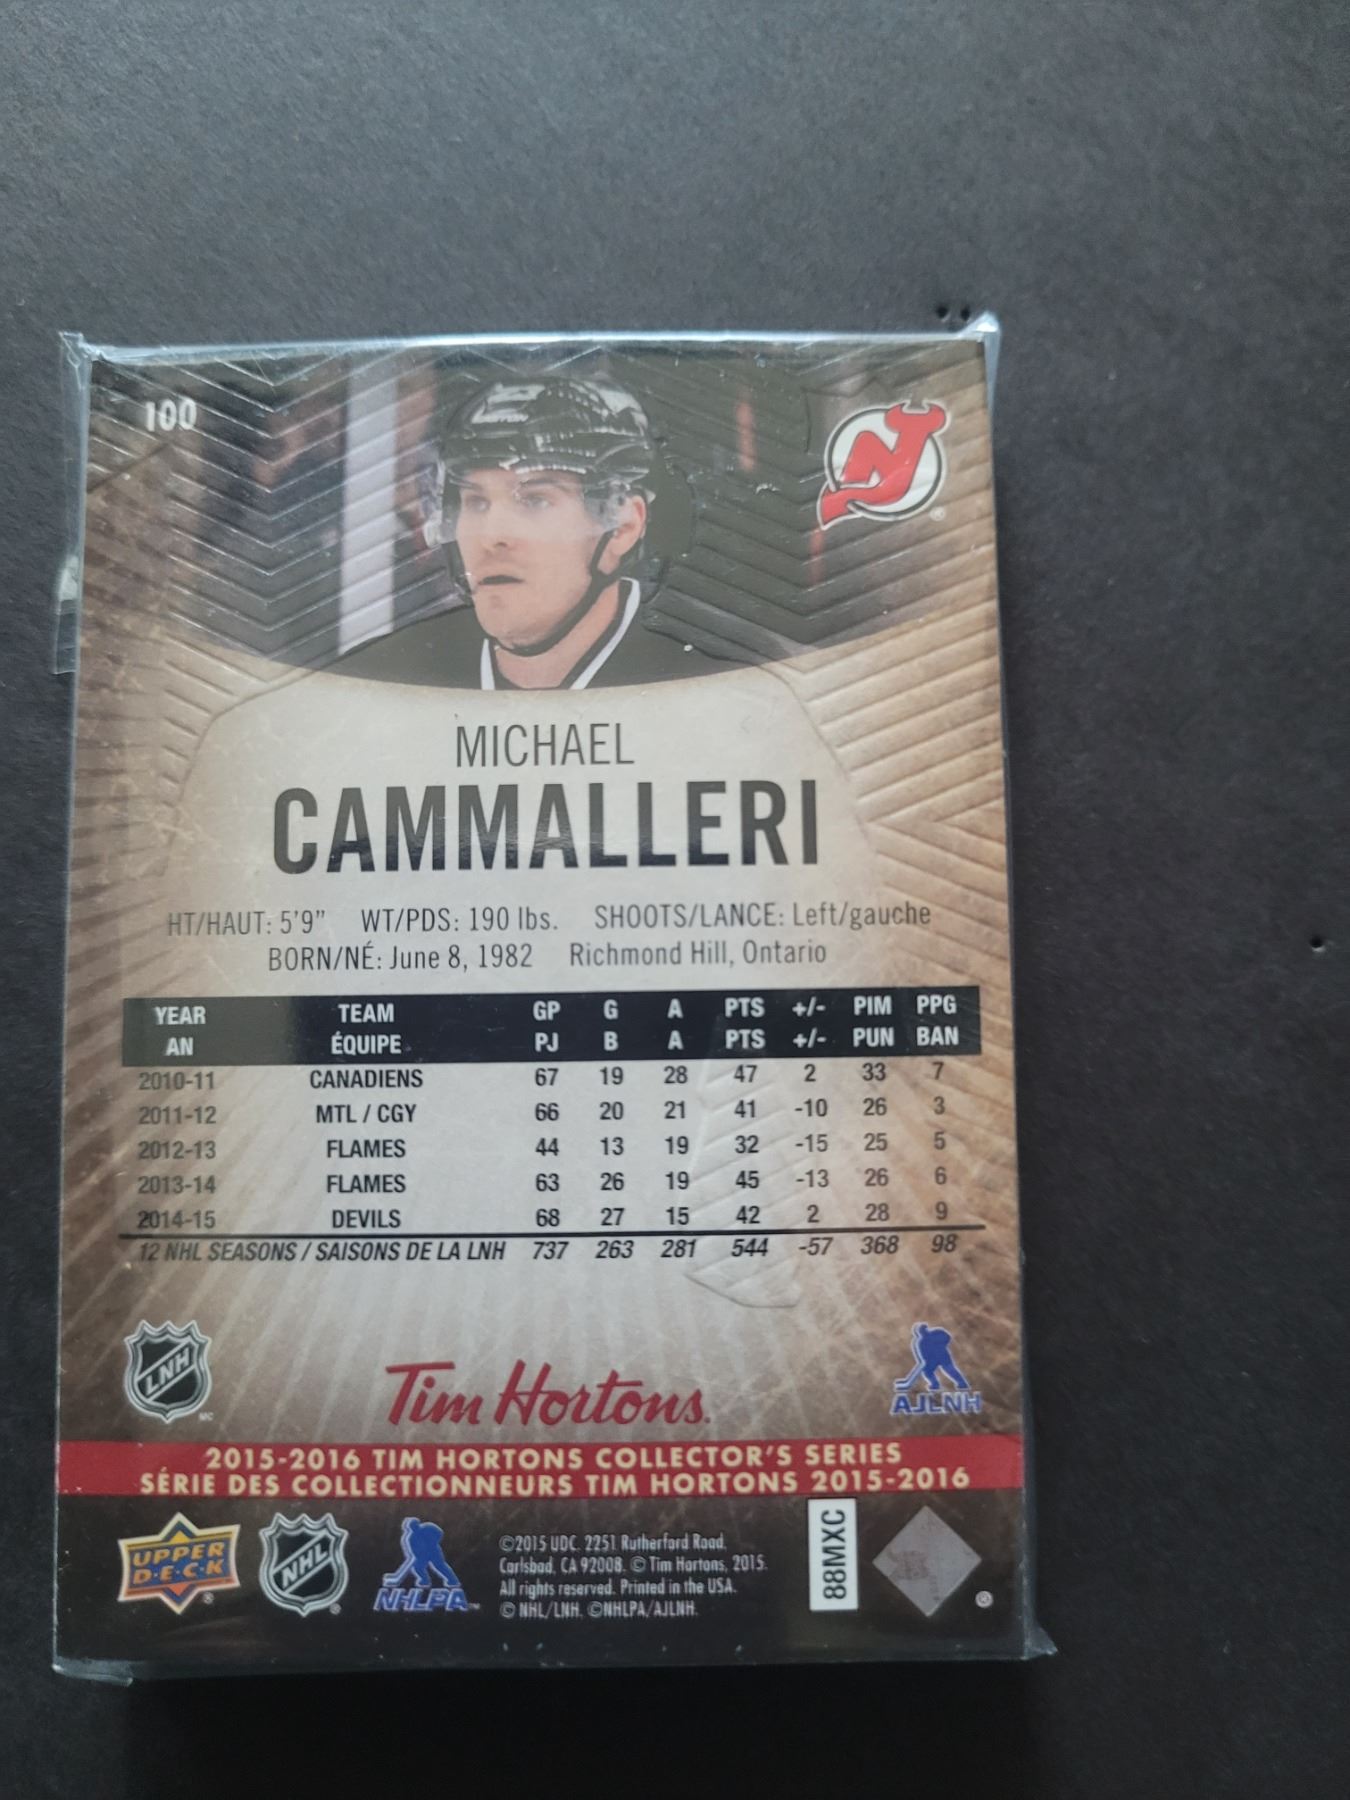 100
MICHAEL
CAMMALLERI
HT/HAUT: 5'9" WT/PDS: 190 lbs. SHOOTS/LANCE: Left/gauche
BORN/NÉ: June 8, 1982 Richmond Hill, Ontario
YEAR TEAM GP G A PTS +/- PIM PPG
AN ÉQUIPE PJ B A PTS +/- PUN BAN
2010-11 CANADIENS 67 19 28 47 2 33 7
2011-12 MTL / CGY 66 20 21 41 -10 26 3
2012-13 FLAMES 44 13 19 32 -15 25 5
2013-14 FLAMES 63 26 19 45 -13 26 6
2014-15 DEVILS 68 27 15 42 2 28 9
12 NHL SEASONS / SAISONS DE LA LNH 737 263 281 544 -57 368 98
LNH MC Tim Hortons. AJLNH
2015-2016 TIM HORTONS COLLECTOR'S SERIES
SÉRIE DES COLLECTIONNEURS TIM HORTONS 2015-2016
UPPER
D·E·C·K ®
NHL ®
NHLPA ™
©2015 UDC. 2251 Rutherford Road.
Carlsbad, CA 92008. © Tim Hortons, 2015.
All rights reserved. Printed in the USA.
© NHL/LNH. ©NHLPA/AJLNH.
88MXC
®